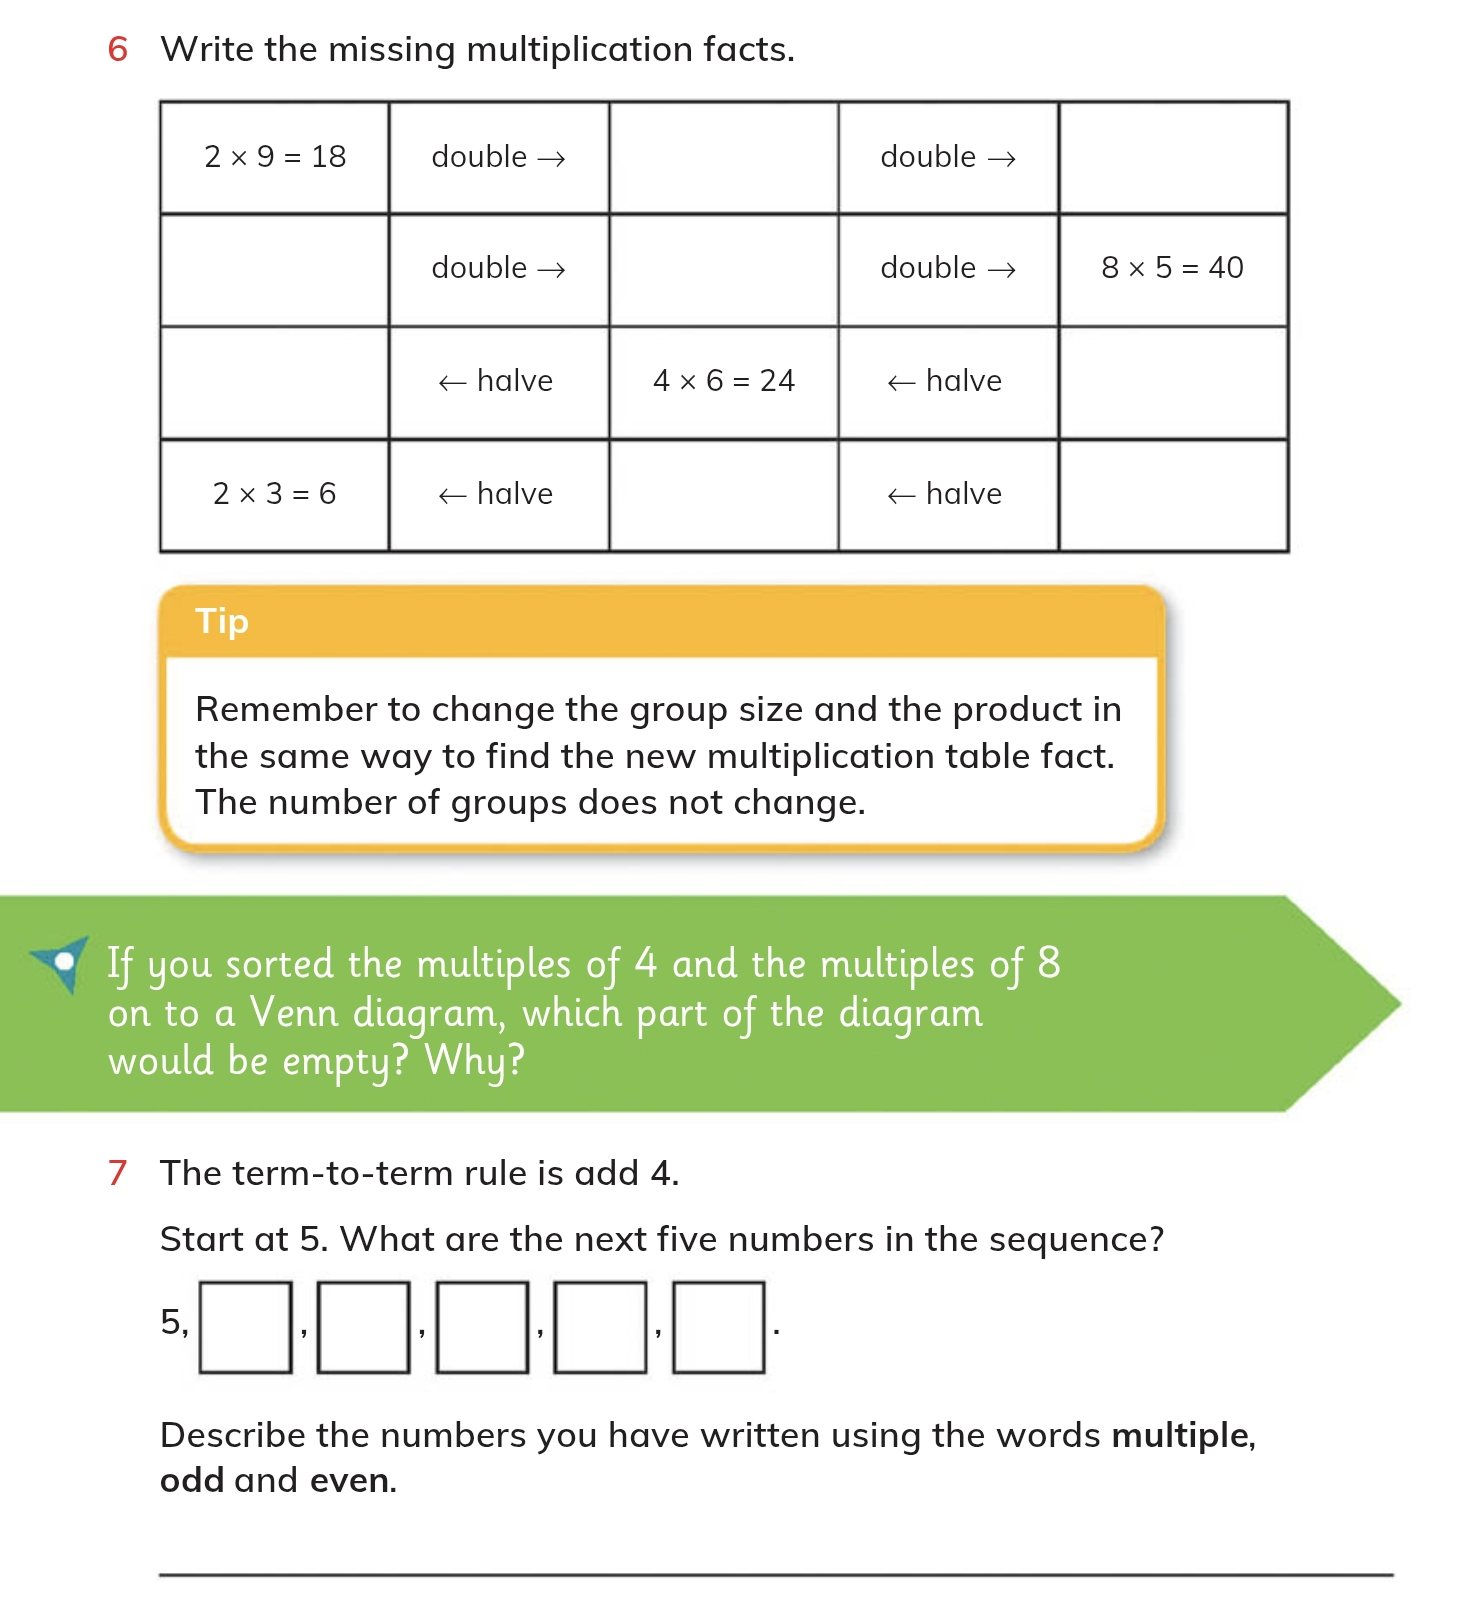 6 Write the missing multiplication facts.
2 × 9 = 18 double → double →
double → double → 8 × 5 = 40
← halve 4 × 6 = 24 ← halve
2 × 3 = 6 ← halve ← halve
Tip
Remember to change the group size and the product in
the same way to find the new multiplication table fact.
The number of groups does not change.
If you sorted the multiples of 4 and the multiples of 8
on to a Venn diagram, which part of the diagram
would be empty? Why?
7 The term-to-term rule is add 4.
Start at 5. What are the next five numbers in the sequence?
5, , , , , .
Describe the numbers you have written using the words multiple,
odd and even.